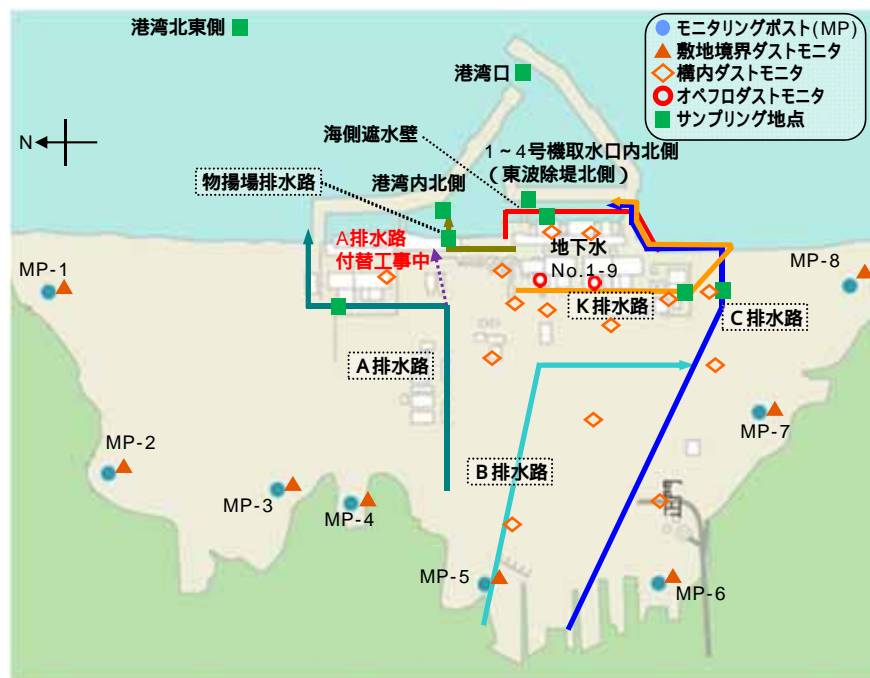 港湾北東側
モニタリングポスト(MP)
敷地境界ダストモニタ
構内ダストモニタ
オペフロダストモニタ
サンプリング地点
港湾口
N
海側遮水壁
1~4号機取水口内北側
(東波除堤北側)
物揚場排水路
港湾内北側
A排水路
付替工事中
地下水
No.1-9
MP-1
MP-8
K排水路
C排水路
A排水路
MP-7
MP-2
B排水路
MP-3
MP-4
MP-5
MP-6